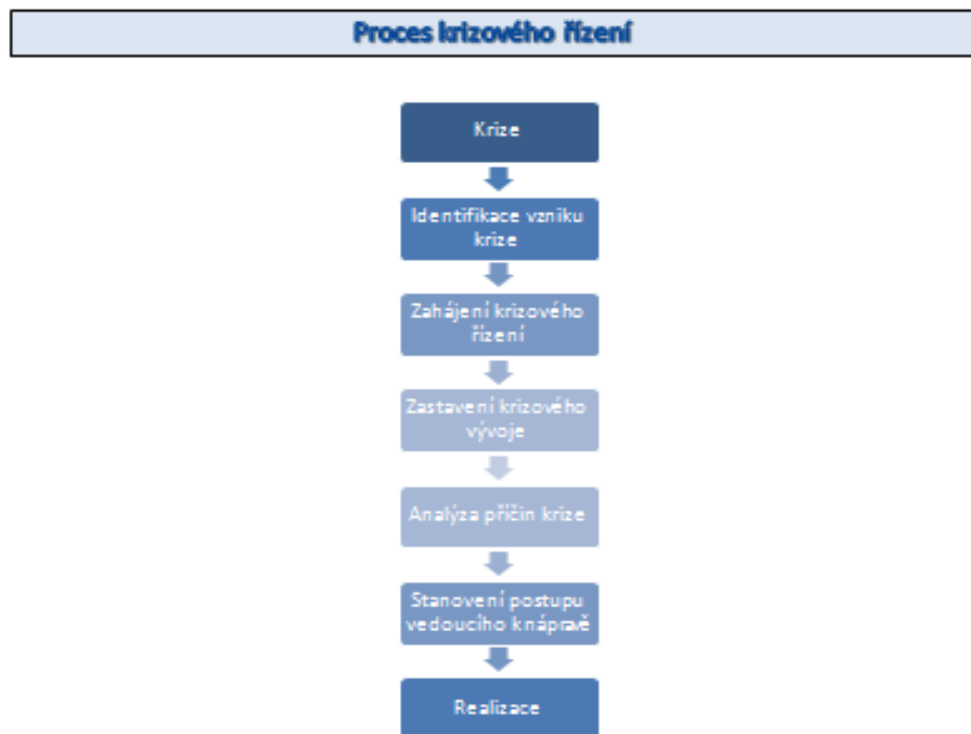 Proces krizového řízení
Krize
Identifikace vzniku
krize
Zahájení krizového
řízení
Zastavení krizového
vývoje
Analýza příčin krize
Stanovení postupu
vedoucího k nápravě
Realizace